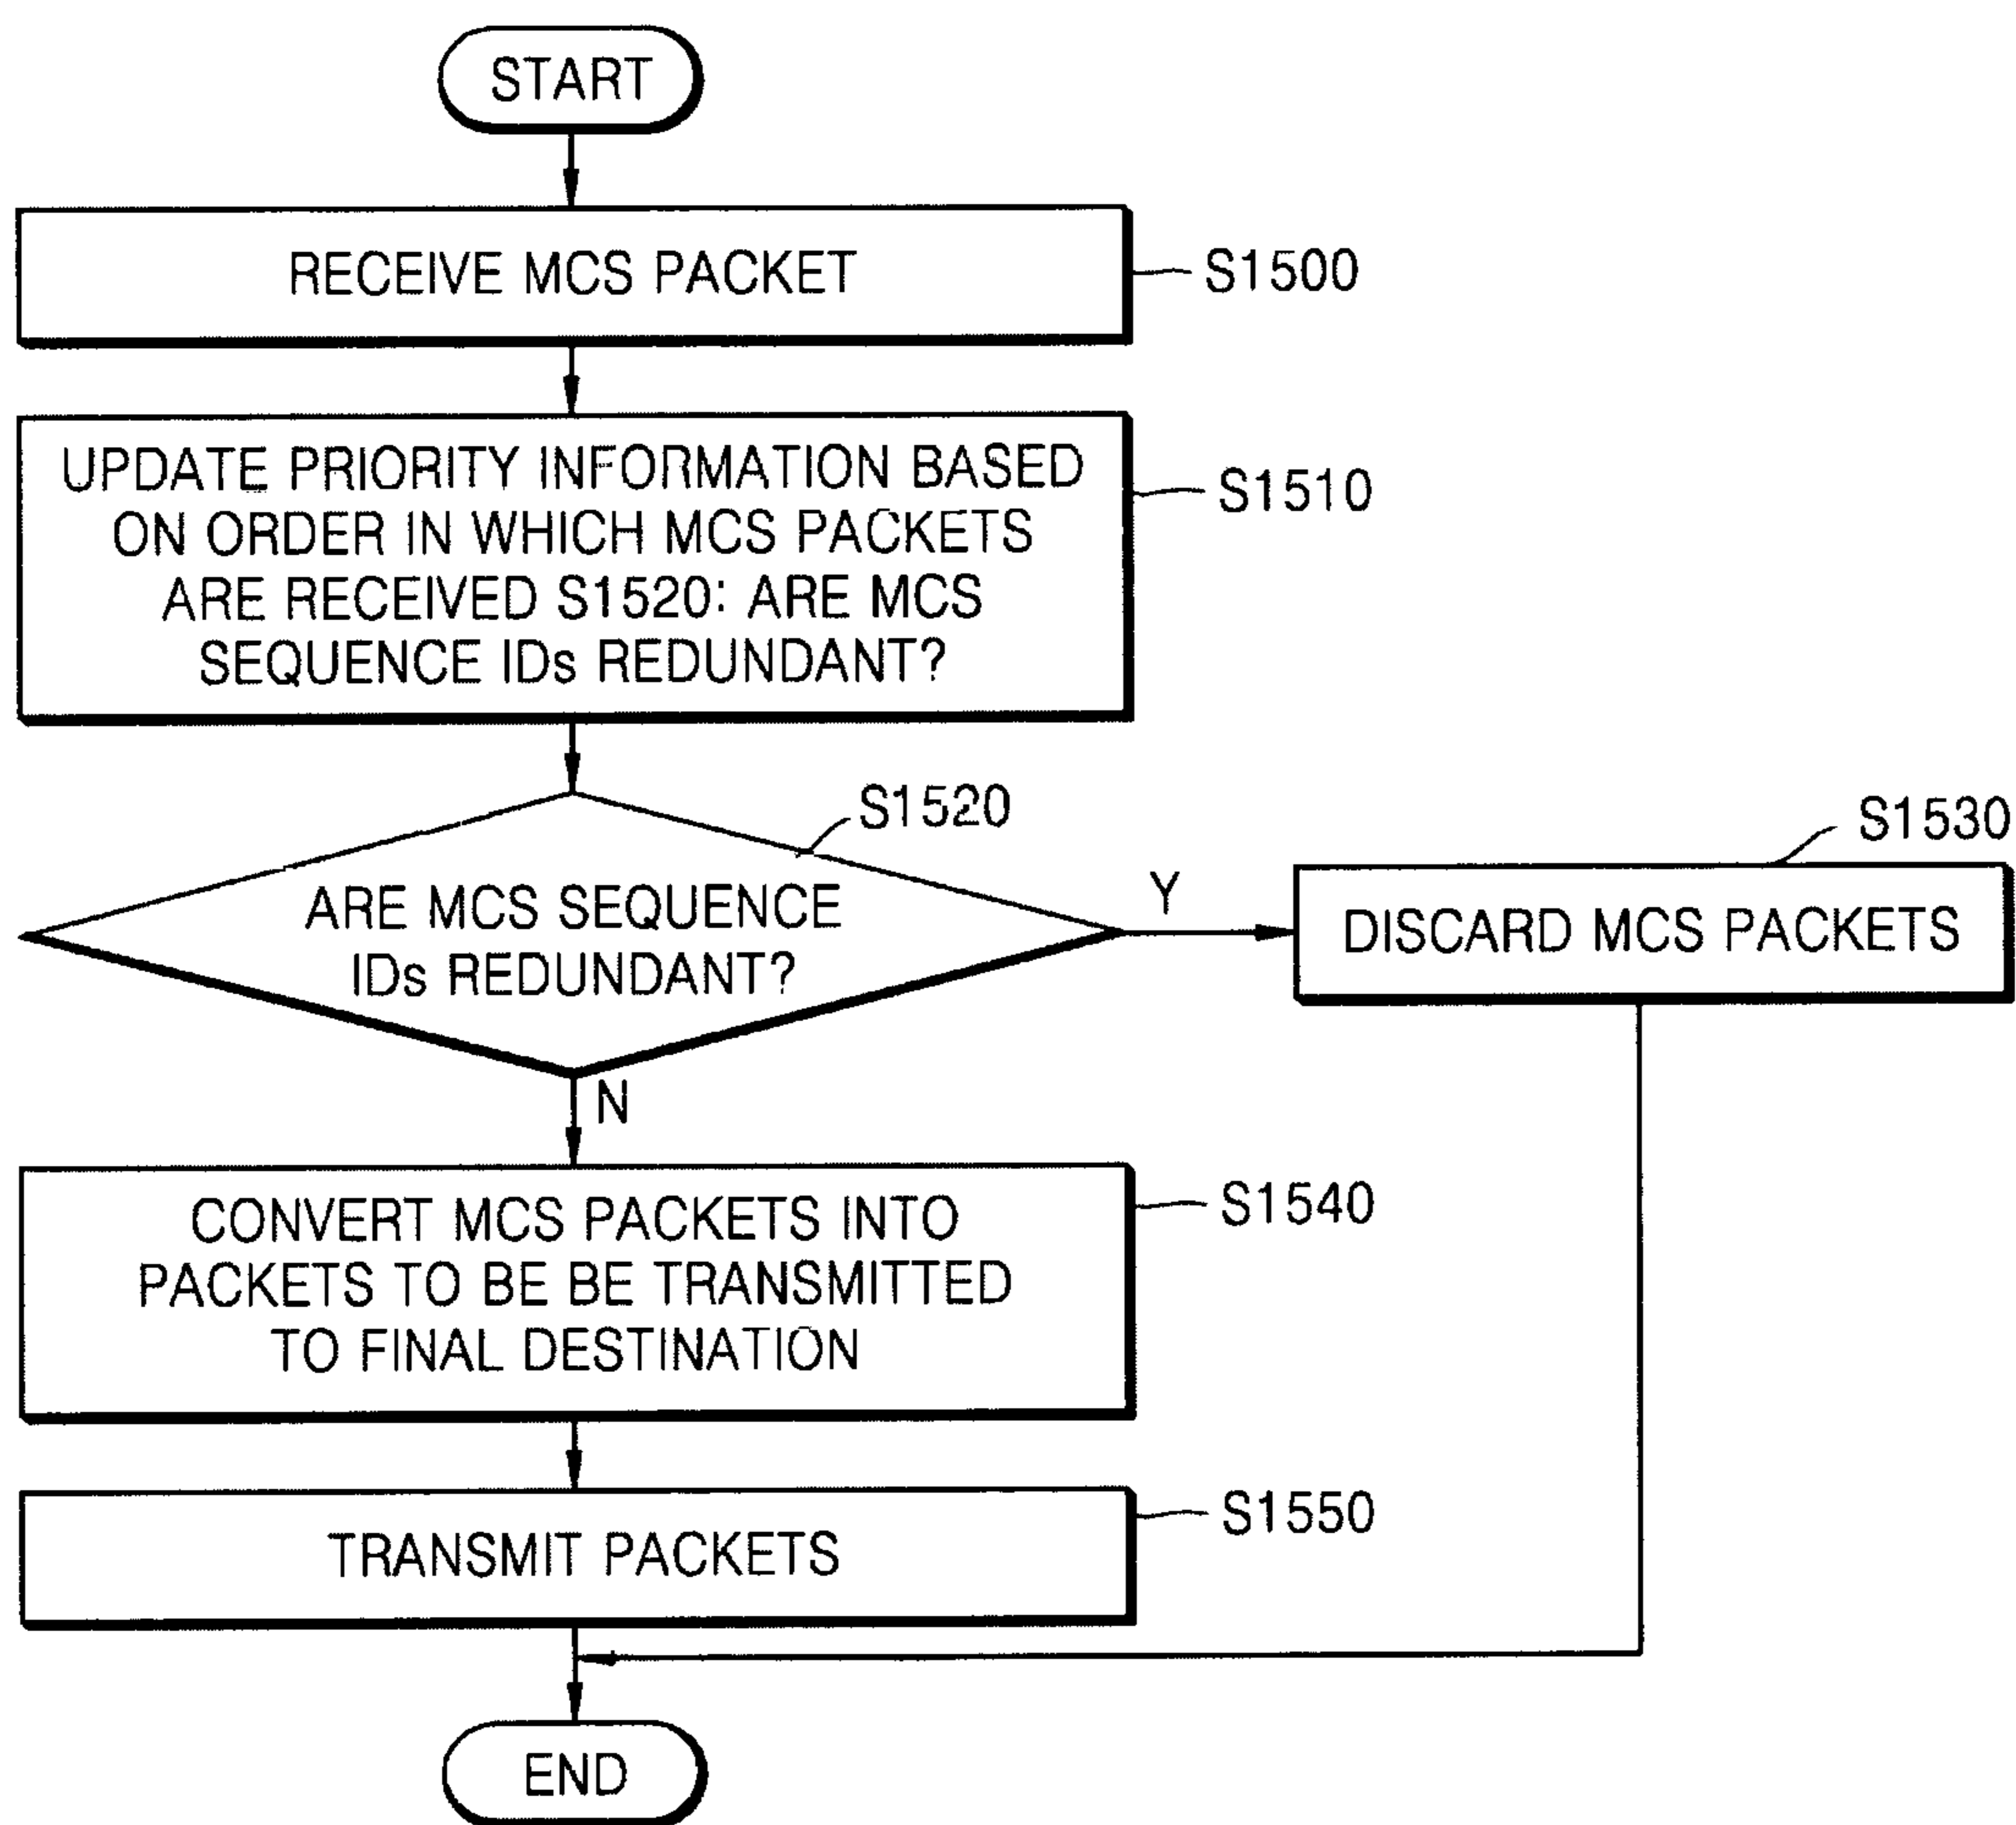 START
RECEIVE MCS PACKET
S1500
UPDATE PRIORITY INFORMATION BASED
ON ORDER IN WHICH MCS PACKETS
ARE RECEIVED S1520: ARE MCS
SEQUENCE IDs REDUNDANT?
S1510
S1520
ARE MCS SEQUENCE
IDs REDUNDANT?
Y
S1530
DISCARD MCS PACKETS
N
CONVERT MCS PACKETS INTO
PACKETS TO BE BE TRANSMITTED
TO FINAL DESTINATION
S1540
TRANSMIT PACKETS
S1550
END